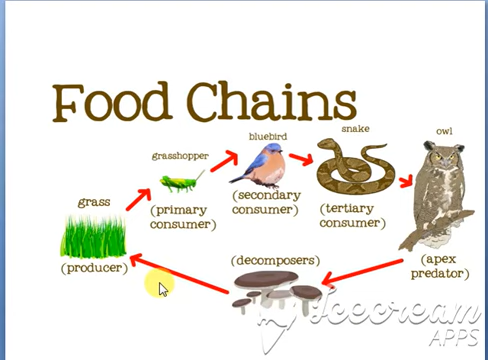 Food Chains
grass
(producer)
grasshopper
(primary
consumer)
bluebird
(secondary
consumer)
snake
(tertiary
consumer)
owl
(apex
predator)
(decomposers)
Icecream
APPS